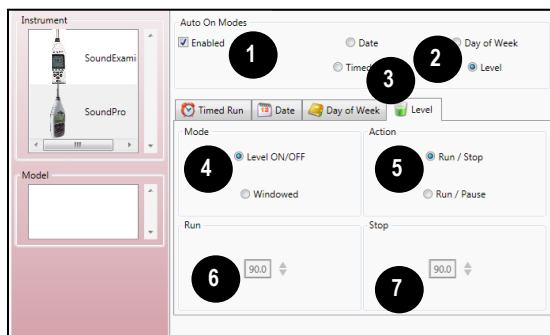 Instrument
SoundExami
SoundPro
Model
Auto On Modes
Enabled
1
Date
2
Day of Week
Timed
3
Level
Timed Run
12
Date
Day of Week
Level
Mode
4
Level ON/OFF
Windowed
Action
5
Run / Stop
Run / Pause
Run
6
90.0
Stop
7
90.0